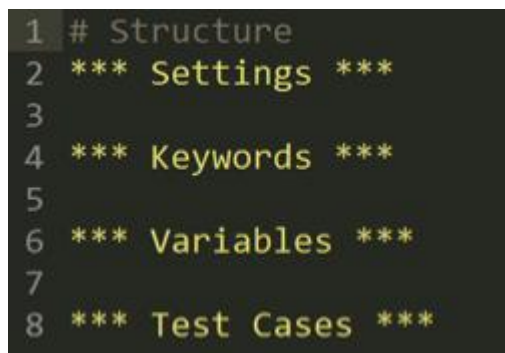 1 # Structure
2 *** Settings ***
3
4 *** Keywords ***
5
6 *** Variables ***
7
8 *** Test Cases ***